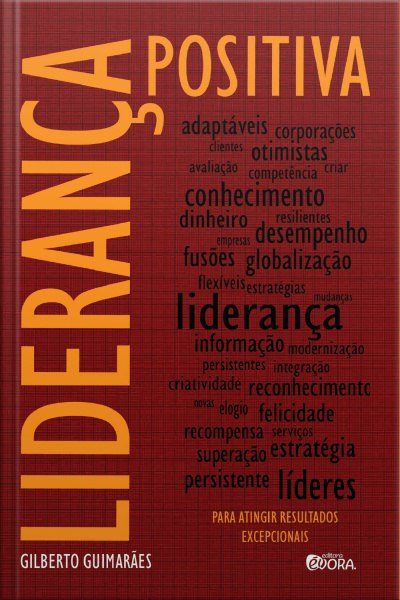 LIDERANÇA
POSITIVA
adaptáveis corporações
clientes otimistas
avaliação competência criar
conhecimento
dinheiro resilientes
empresas desempenho
fusões globalização
flexíveis estratégias mudanças
liderança
informação modernização
persistentes integração
criatividade reconhecimento
novas elogio felicidade
recompensa serviços
superação estratégia
persistente líderes
PARA ATINGIR RESULTADOS
EXCEPCIONAIS
GILBERTO GUIMARÃES
editora
évORA.